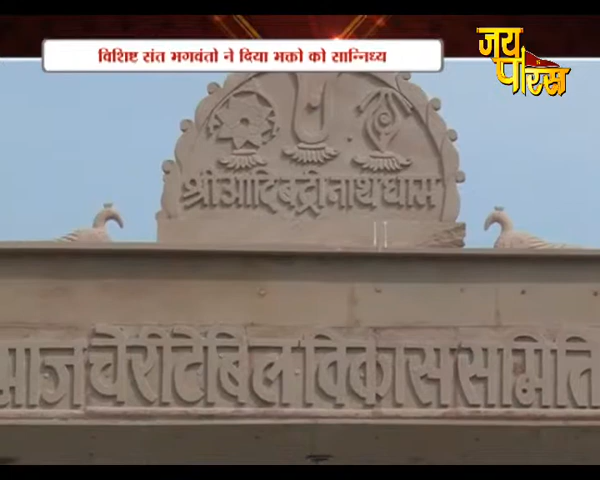 विशिष्ट संत भगवंतो ने दिया भक्तो को सान्निध्य
जय
पारस
श्री आदिबद्रीनाथ धाम
माज चेरीटेबिल विकास समिति